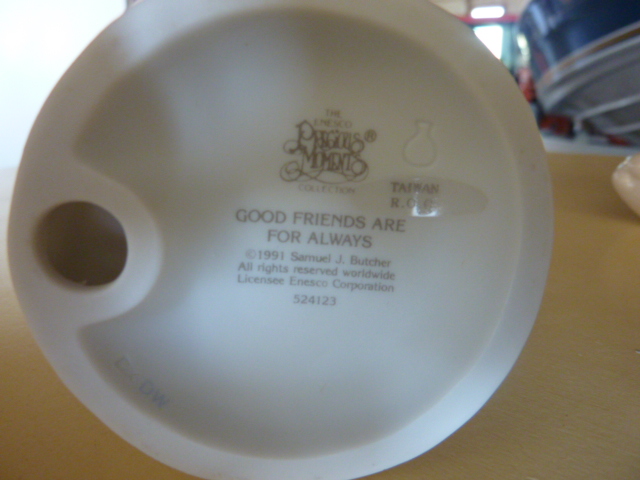 THE
ENESCO
PRECIOUS
MOMENTS®
COLLECTION
TAIWAN
R.O.C.
GOOD FRIENDS ARE
FOR ALWAYS
©1991 Samuel J. Butcher
All rights reserved worldwide
Licensee Enesco Corporation
524123